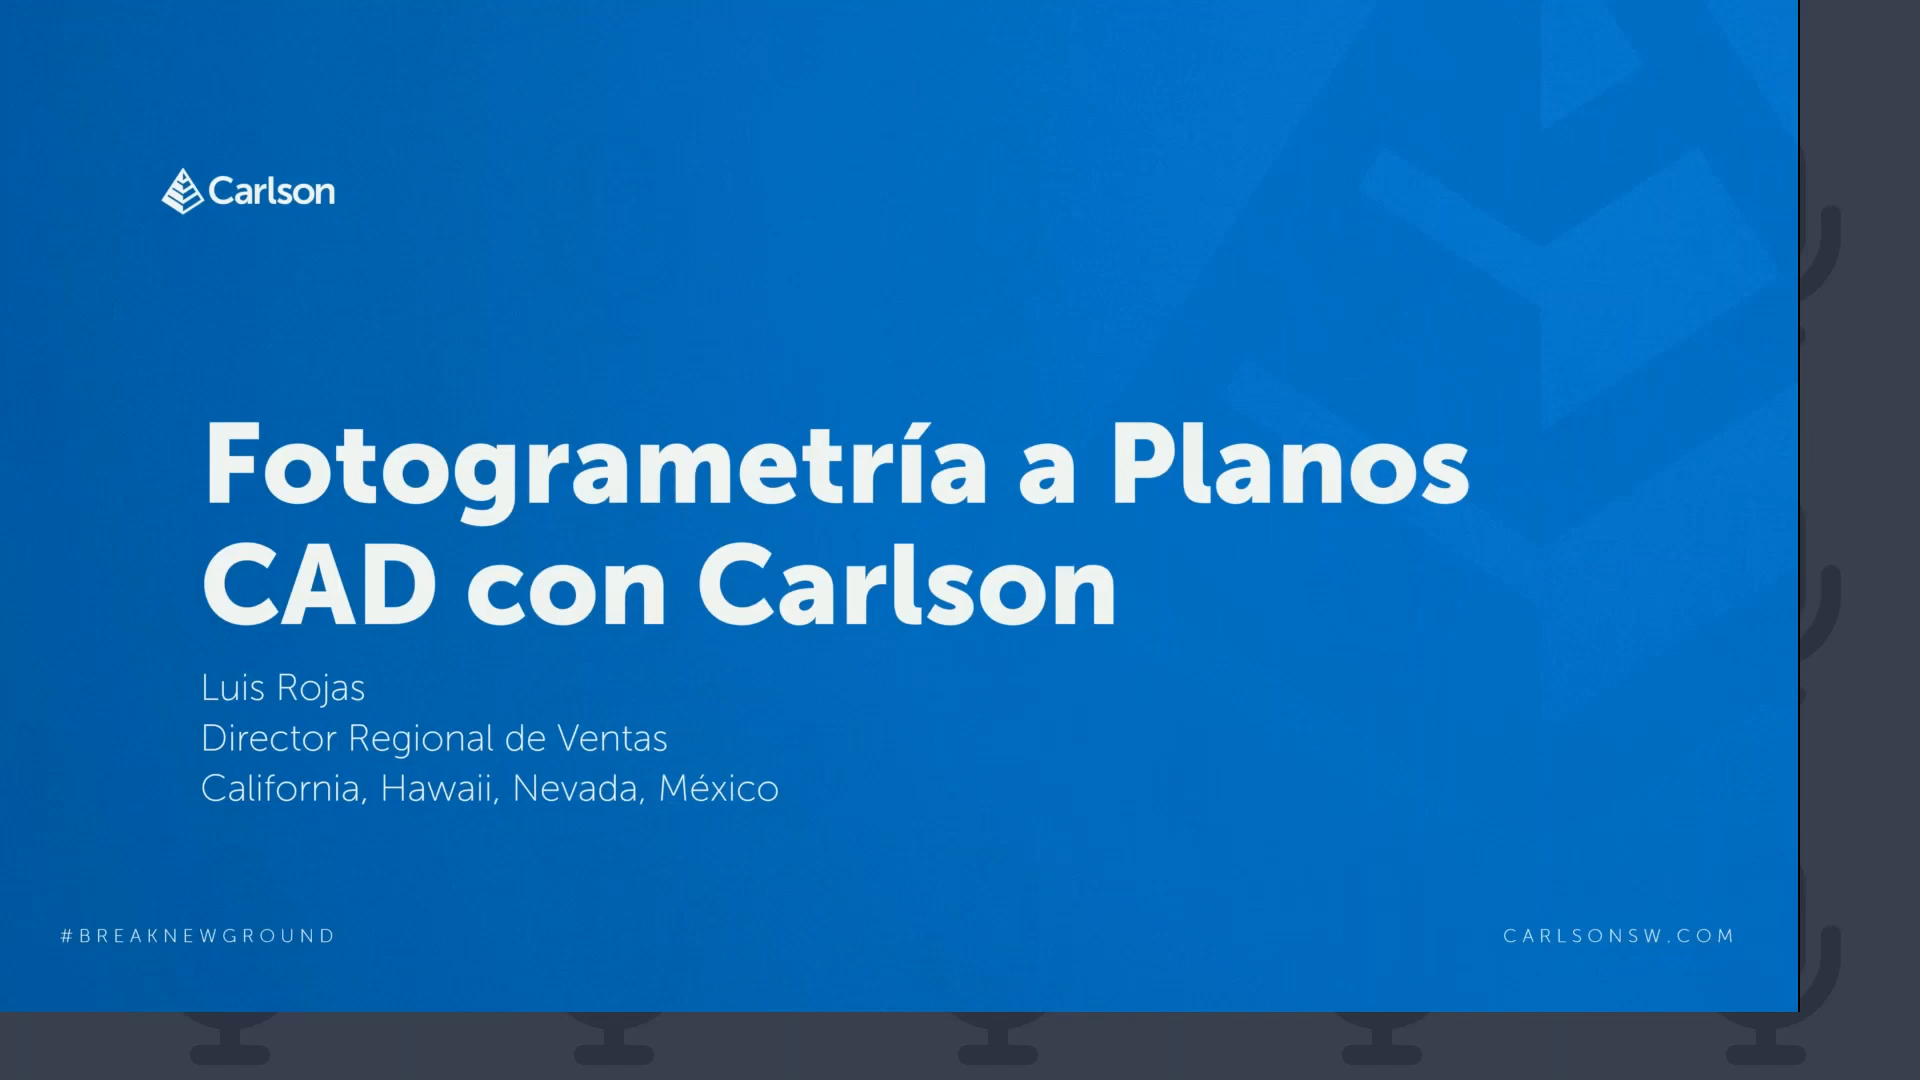 Carlson
Fotogrametría a Planos
CAD con Carlson
Luis Rojas
Director Regional de Ventas
California, Hawaii, Nevada, México
#BREAKNEWGROUND
CARLSONSW.COM